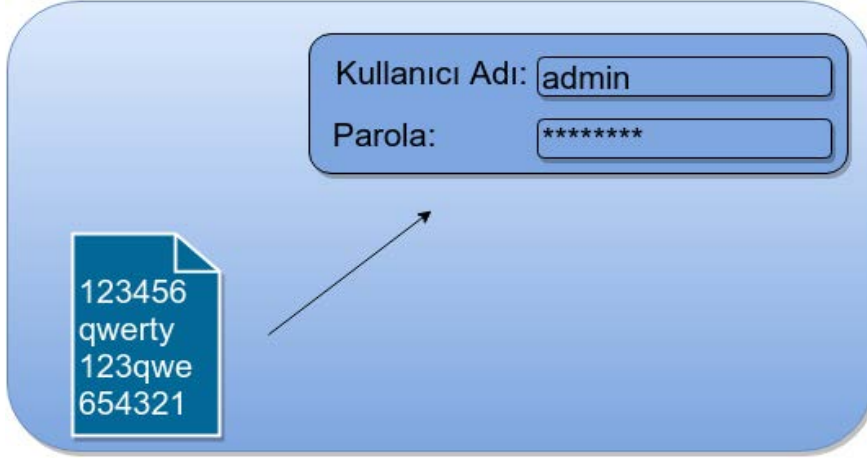 Kullanıcı Adı: admin
Parola: ********
123456
qwerty
123qwe
654321